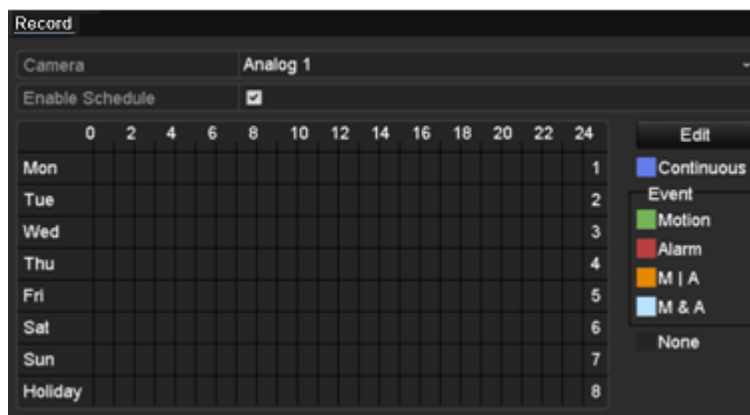 Record
Camera Analog 1
Enable Schedule
0 2 4 6 8 10 12 14 16 18 20 22 24
Mon 1
Tue 2
Wed 3
Thu 4
Fri 5
Sat 6
Sun 7
Holiday 8
Edit
Continuous
Event
Motion
Alarm
M | A
M & A
None